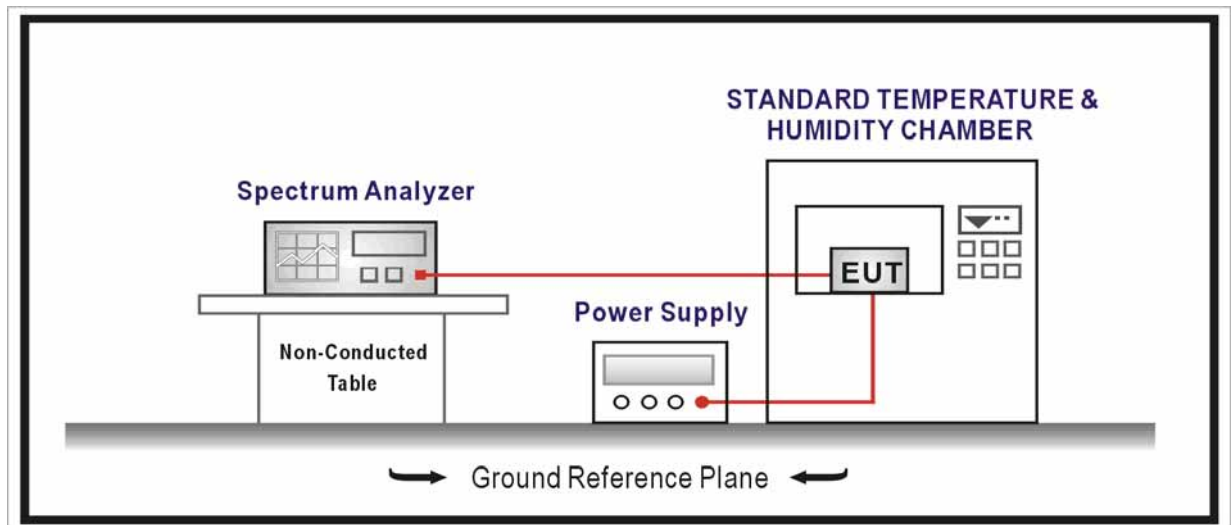 STANDARD TEMPERATURE &
HUMIDITY CHAMBER
Spectrum Analyzer
EUT
Power Supply
Non-Conducted
Table
Ground Reference Plane